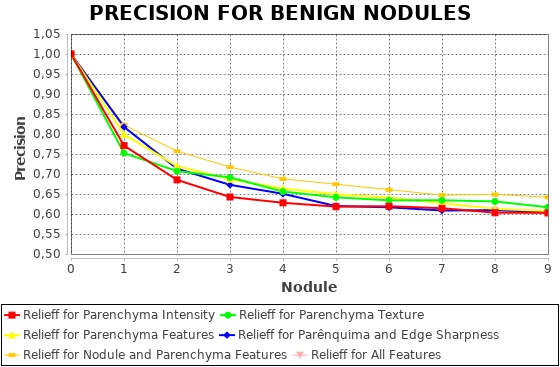 PRECISION FOR BENIGN NODULES
1,05
1,00
0,95
0,90
0,85
0,80
0,75
0,70
0,65
0,60
0,55
0,50
Precision
0 1 2 3 4 5 6 7 8 9
Nodule
Relieff for Parenchyma Intensity Relieff for Parenchyma Texture
Relieff for Parenchyma Features Relieff for Parênquima and Edge Sharpness
Relieff for Nodule and Parenchyma Features Relieff for All Features